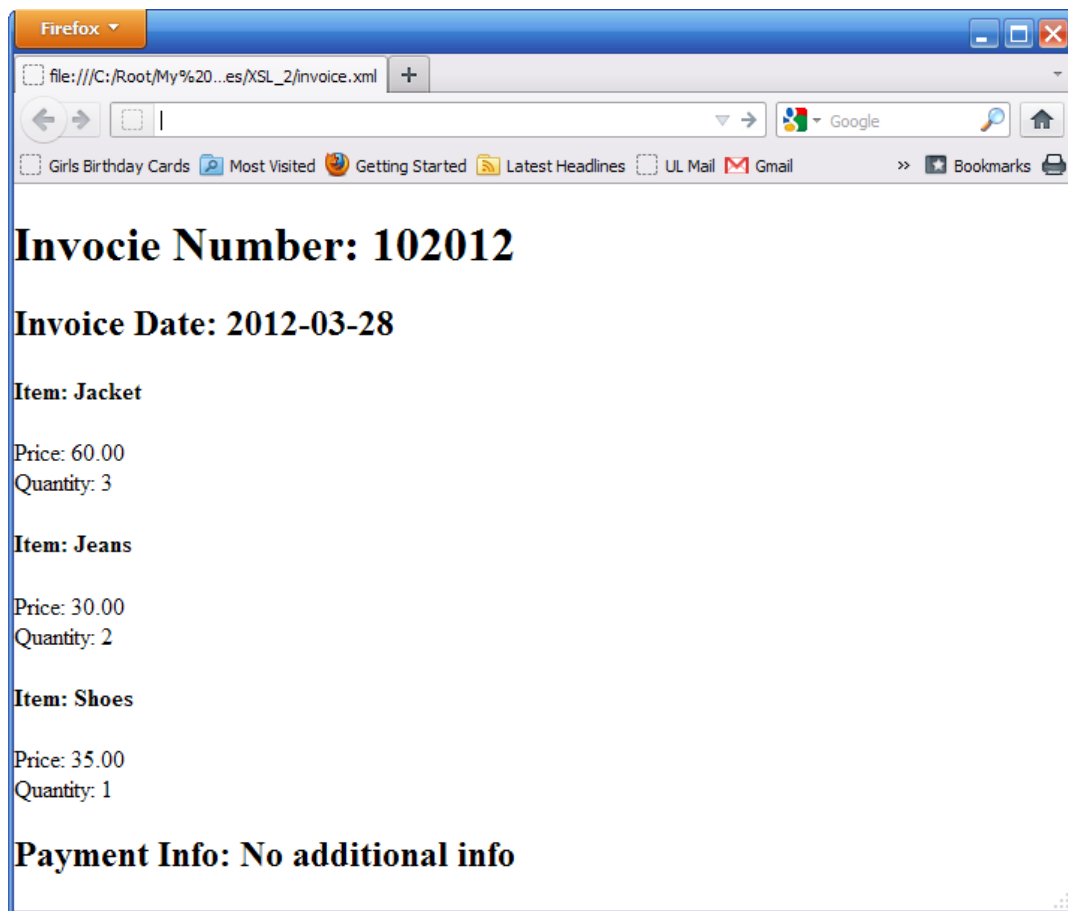 Firefox
file:///C:/Root/My%20...es/XSL_2/invoice.xml
Google
Girls Birthday Cards Most Visited Getting Started Latest Headlines UL Mail Gmail » Bookmarks
Invocie Number: 102012
Invoice Date: 2012-03-28
Item: Jacket
Price: 60.00
Quantity: 3
Item: Jeans
Price: 30.00
Quantity: 2
Item: Shoes
Price: 35.00
Quantity: 1
Payment Info: No additional info